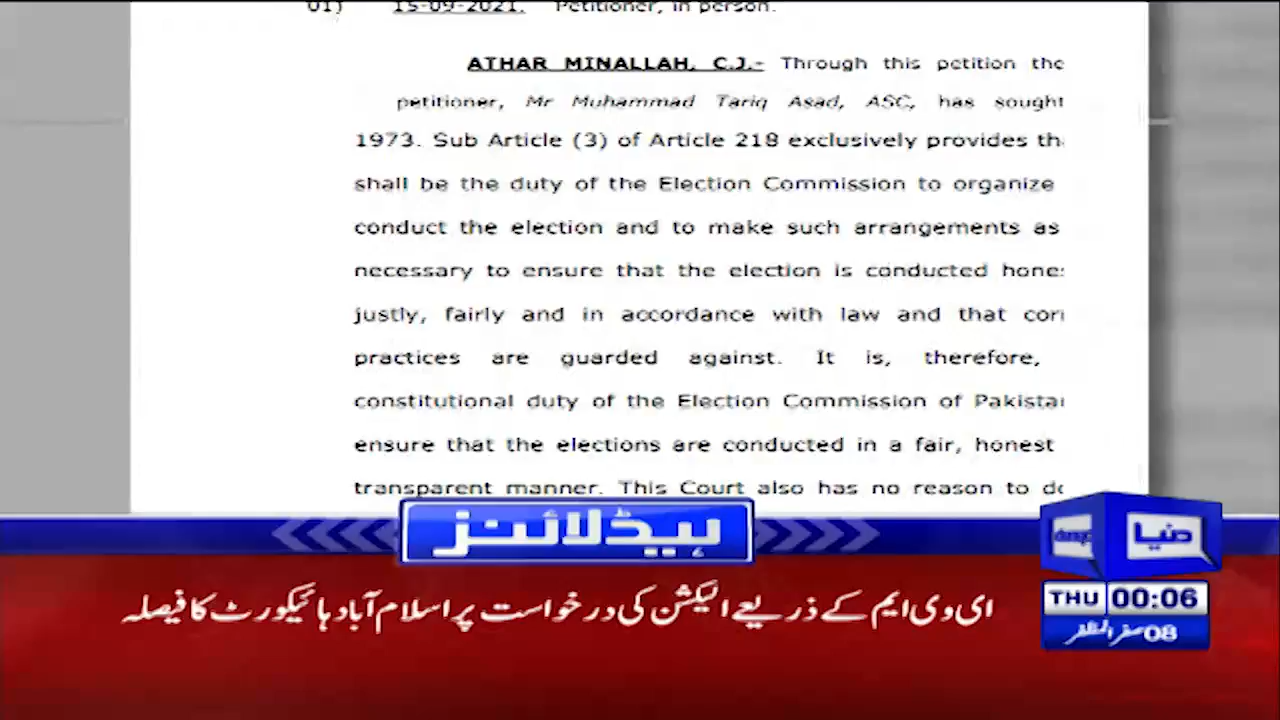 01) 15-09-2021. Petitioner, in person.
ATHAR MINALLAH, C.J.- Through this petition the
petitioner, Mr Muhammad Tariq Asad, ASC, has sought
1973. Sub Article (3) of Article 218 exclusively provides th
shall be the duty of the Election Commission to organize
conduct the election and to make such arrangements as
necessary to ensure that the election is conducted hones
justly, fairly and in accordance with law and that corr
practices are guarded against. It is, therefore,
constitutional duty of the Election Commission of Pakistan
ensure that the elections are conducted in a fair, honest
transparent manner. This Court also has no reason to do
ہیڈلائنز
دنیا
ای وی ایم کے ذریعے الیکشن کی درخواست پر اسلام آباد ہائیکورٹ کا فیصلہ
THU 00:06
08 صفر المظفر